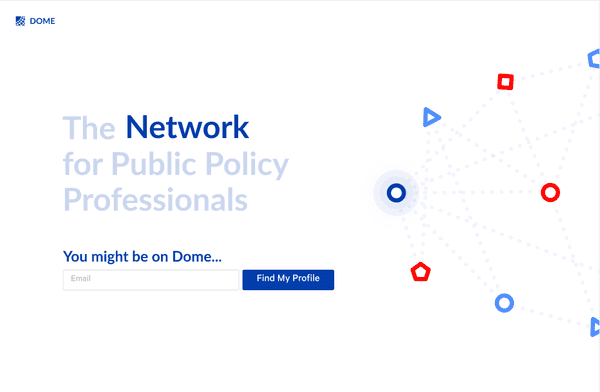 DOME
The Network
for Public Policy
Professionals
You might be on Dome...
Email
Find My Profile